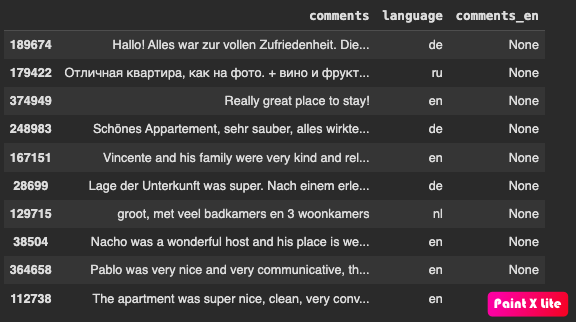 comments language comments_en
189674 Hallo! Alles war zur vollen Zufriedenheit. Die... de None
179422 Отличная квартира, как на фото. + вино и фрукт... ru None
374949 Really great place to stay! en None
248983 Schönes Appartement, sehr sauber, alles wirkte... de None
167151 Vincente and his family were very kind and rel... en None
28699 Lage der Unterkunft was super. Nach einem erle... de None
129715 groot, met veel badkamers en 3 woonkamers nl None
38504 Nacho was a wonderful host and his place is we... en None
364658 Pablo was very nice and very communicative, th... en None
112738 The apartment was super nice, clean, very conv... en
Paint X Lite